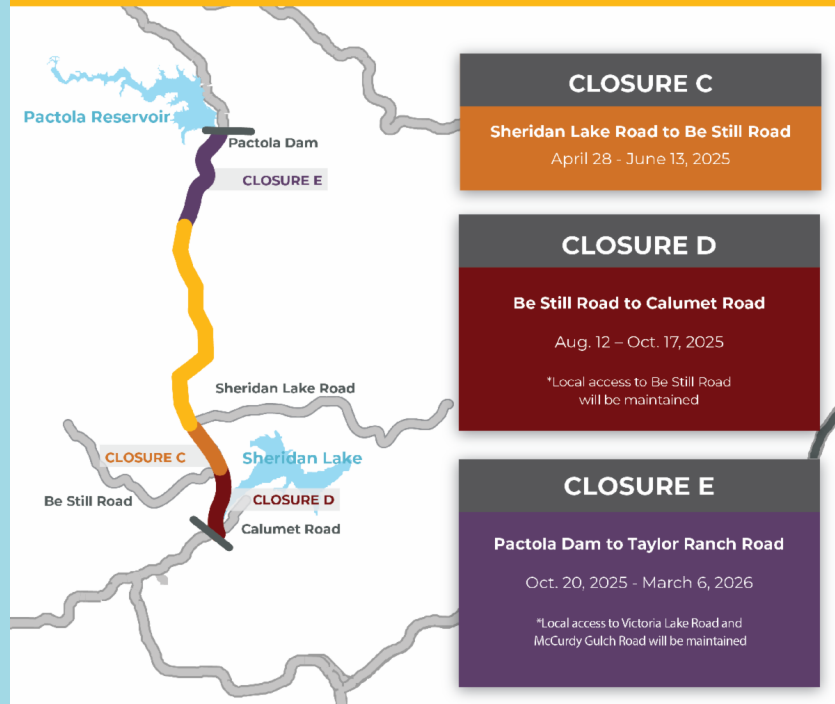 Pactola Reservoir
Pactola Dam
CLOSURE E
Sheridan Lake Road
CLOSURE C
Sheridan Lake
Be Still Road
CLOSURE D
Calumet Road
CLOSURE C
Sheridan Lake Road to Be Still Road
April 28 - June 13, 2025
CLOSURE D
Be Still Road to Calumet Road
Aug. 12 – Oct. 17, 2025
*Local access to Be Still Road
will be maintained
CLOSURE E
Pactola Dam to Taylor Ranch Road
Oct. 20, 2025 - March 6, 2026
*Local access to Victoria Lake Road and
McCurdy Gulch Road will be maintained